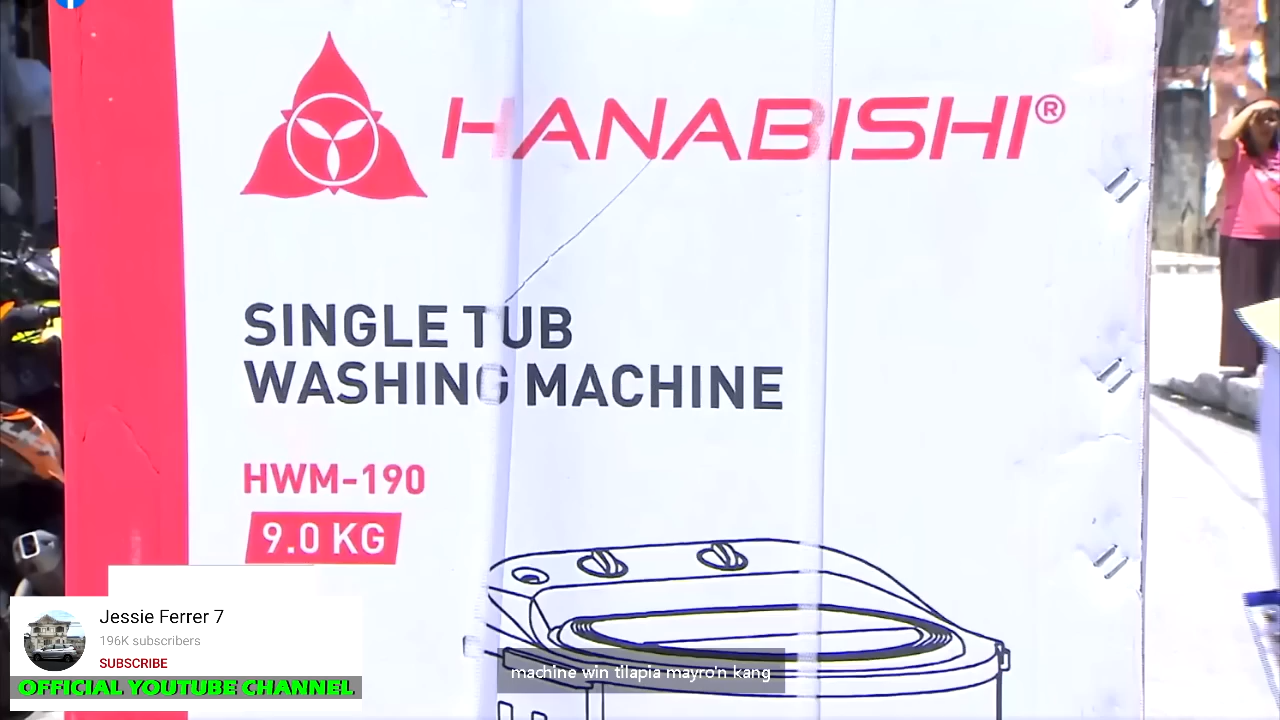 HANABISHI®
SINGLE TUB
WASHING MACHINE
HWM-190
9.0 KG
Jessie Ferrer 7
196K subscribers
SUBSCRIBE
OFFICIAL YOUTUBE CHANNEL
machine win tilapia mayro'n kang